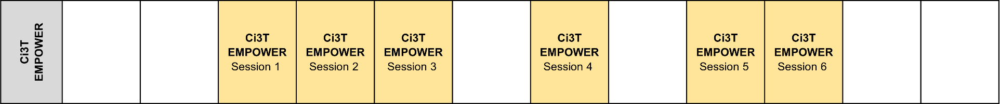 Ci3T
EMPOWER
Ci3T
EMPOWER
Session 1
Ci3T
EMPOWER
Session 2
Ci3T
EMPOWER
Session 3
Ci3T
EMPOWER
Session 4
Ci3T
EMPOWER
Session 5
Ci3T
EMPOWER
Session 6